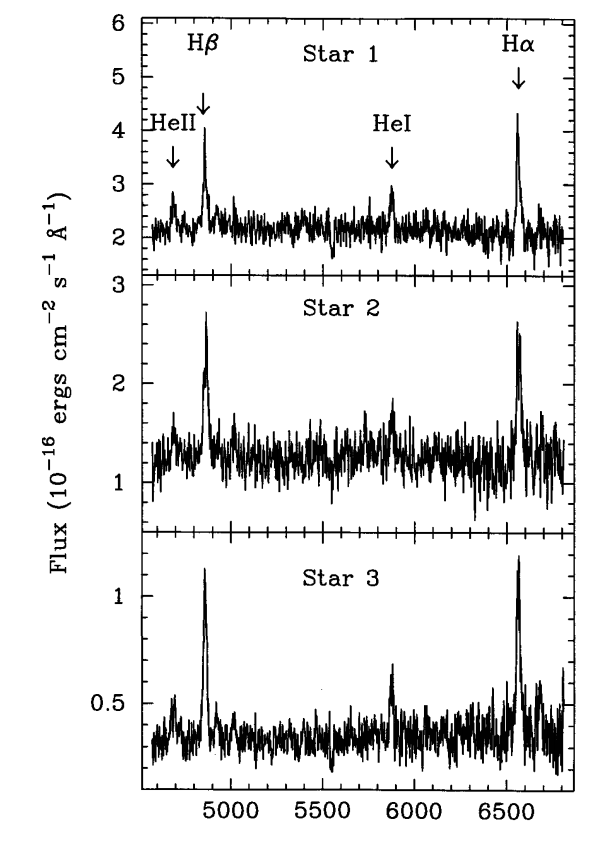 Flux (10⁻¹⁶ ergs cm⁻² s⁻¹ Å⁻¹)
6
5
4
3
2
Star 1
Hβ
Hα
HeII
HeI
3
2
1
Star 2
1
0.5
Star 3
5000 5500 6000 6500